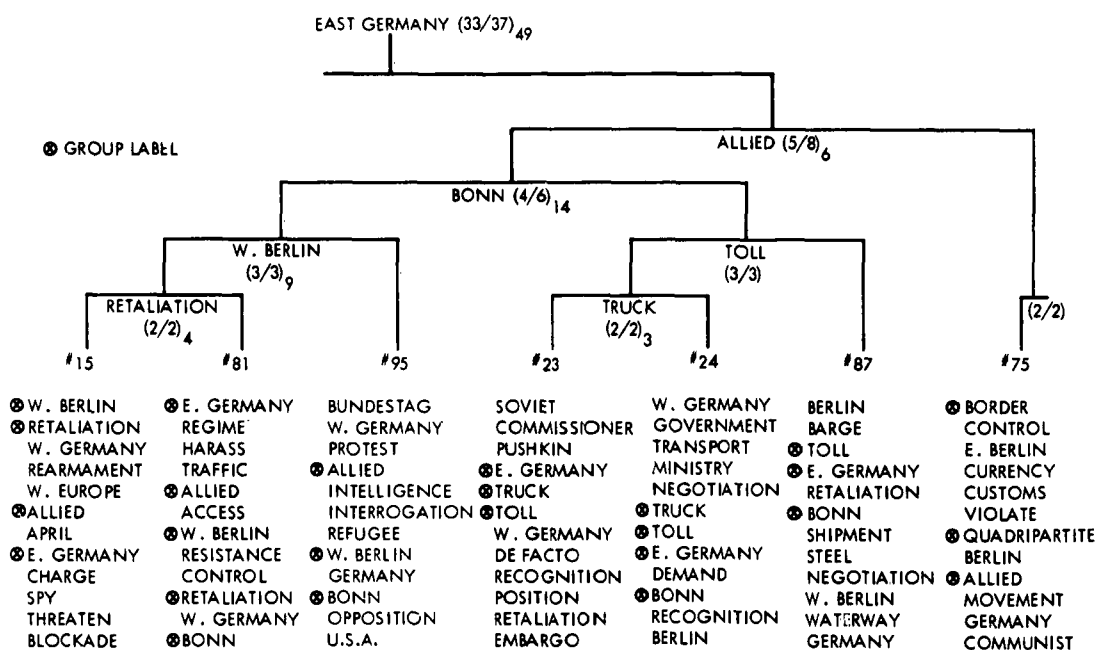 EAST GERMANY (33/37)49
⊗ GROUP LABEL
ALLIED (5/8)6
BONN (4/6)14
W. BERLIN
(3/3)9
TOLL
(3/3)
RETALIATION
(2/2)4
TRUCK
(2/2)3
(2/2)
#15
#81
#95
#23
#24
#87
#75
⊗ W. BERLIN
⊗ RETALIATION
W. GERMANY
REARMAMENT
W. EUROPE
⊗ ALLIED
APRIL
⊗ E. GERMANY
CHARGE
SPY
THREATEN
BLOCKADE
⊗ E. GERMANY
REGIME
HARASS
TRAFFIC
⊗ ALLIED
ACCESS
⊗ W. BERLIN
RESISTANCE
CONTROL
⊗ RETALIATION
W. GERMANY
⊗ BONN
BUNDESTAG
W. GERMANY
PROTEST
⊗ ALLIED
INTELLIGENCE
INTERROGATION
REFUGEE
⊗ W. BERLIN
GERMANY
⊗ BONN
OPPOSITION
U.S.A.
SOVIET
COMMISSIONER
PUSHKIN
⊗ E. GERMANY
⊗ TRUCK
⊗ TOLL
W. GERMANY
DE FACTO
RECOGNITION
POSITION
RETALIATION
EMBARGO
W. GERMANY
GOVERNMENT
TRANSPORT
MINISTRY
NEGOTIATION
⊗ TRUCK
⊗ TOLL
⊗ E. GERMANY
DEMAND
⊗ BONN
RECOGNITION
BERLIN
BERLIN
BARGE
⊗ TOLL
⊗ E. GERMANY
RETALIATION
⊗ BONN
SHIPMENT
STEEL
NEGOTIATION
W. BERLIN
WATERWAY
GERMANY
⊗ BORDER
CONTROL
E. BERLIN
CURRENCY
CUSTOMS
VIOLATE
⊗ QUADRIPARTITE
BERLIN
⊗ ALLIED
MOVEMENT
GERMANY
COMMUNIST